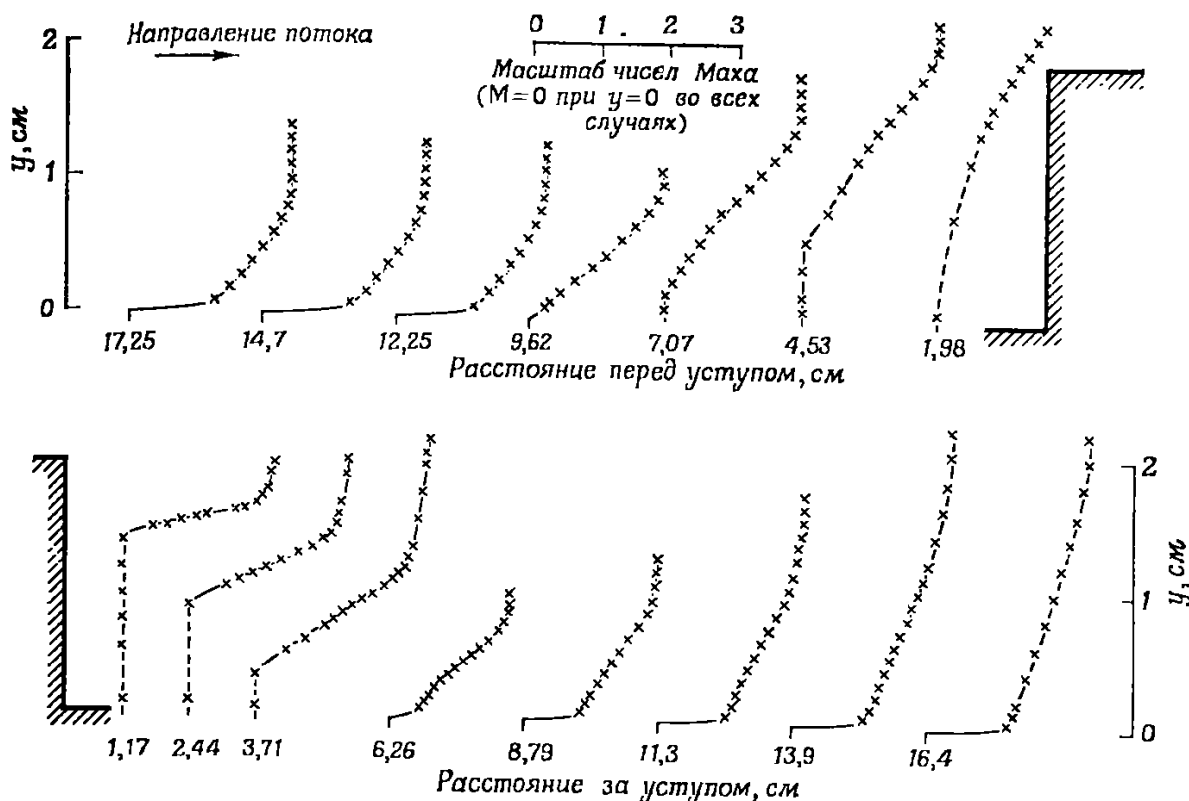 2
1
0
y, см
Направление потока
0 1. 2 3
Масштаб чисел Маха
(М=0 при y=0 во всех
случаях)
17,25 14,7 12,25 9,62 7,07 4,53 1,98
Расстояние перед уступом, см
2
1
0
y, см
1,17 2,44 3,71 6,26 8,79 11,3 13,9 16,4
Расстояние за уступом, см